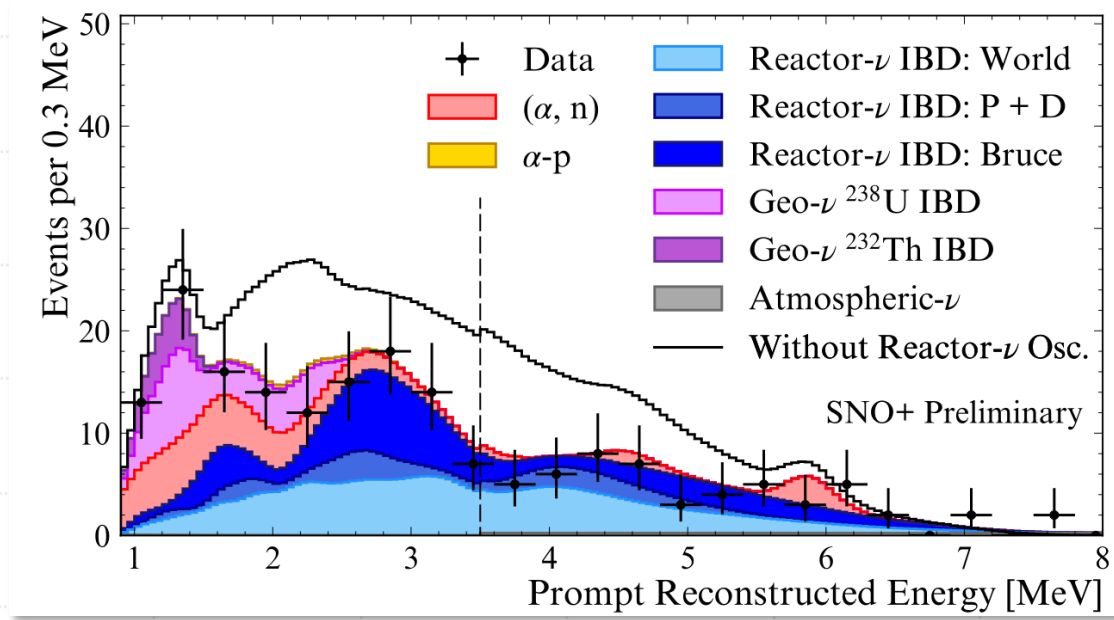 50
40
30
20
10
0
Events per 0.3 MeV
Data
(α, n)
α-p
Reactor-ν IBD: World
Reactor-ν IBD: P + D
Reactor-ν IBD: Bruce
Geo-ν ²³⁸U IBD
Geo-ν ²³²Th IBD
Atmospheric-ν
Without Reactor-ν Osc.
SNO+ Preliminary
1 2 3 4 5 6 7 8
Prompt Reconstructed Energy [MeV]